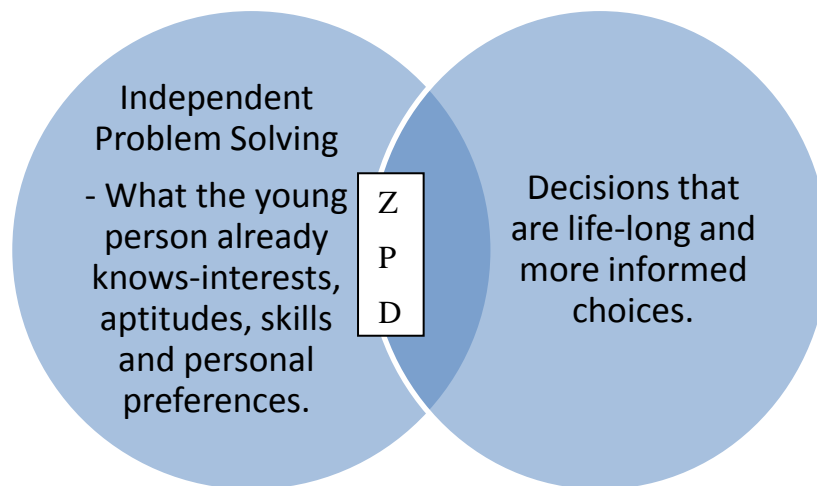 Independent
Problem Solving
- What the young
person already
knows-interests,
aptitudes, skills
and personal
preferences.
Z
P
D
Decisions that
are life-long and
more informed
choices.